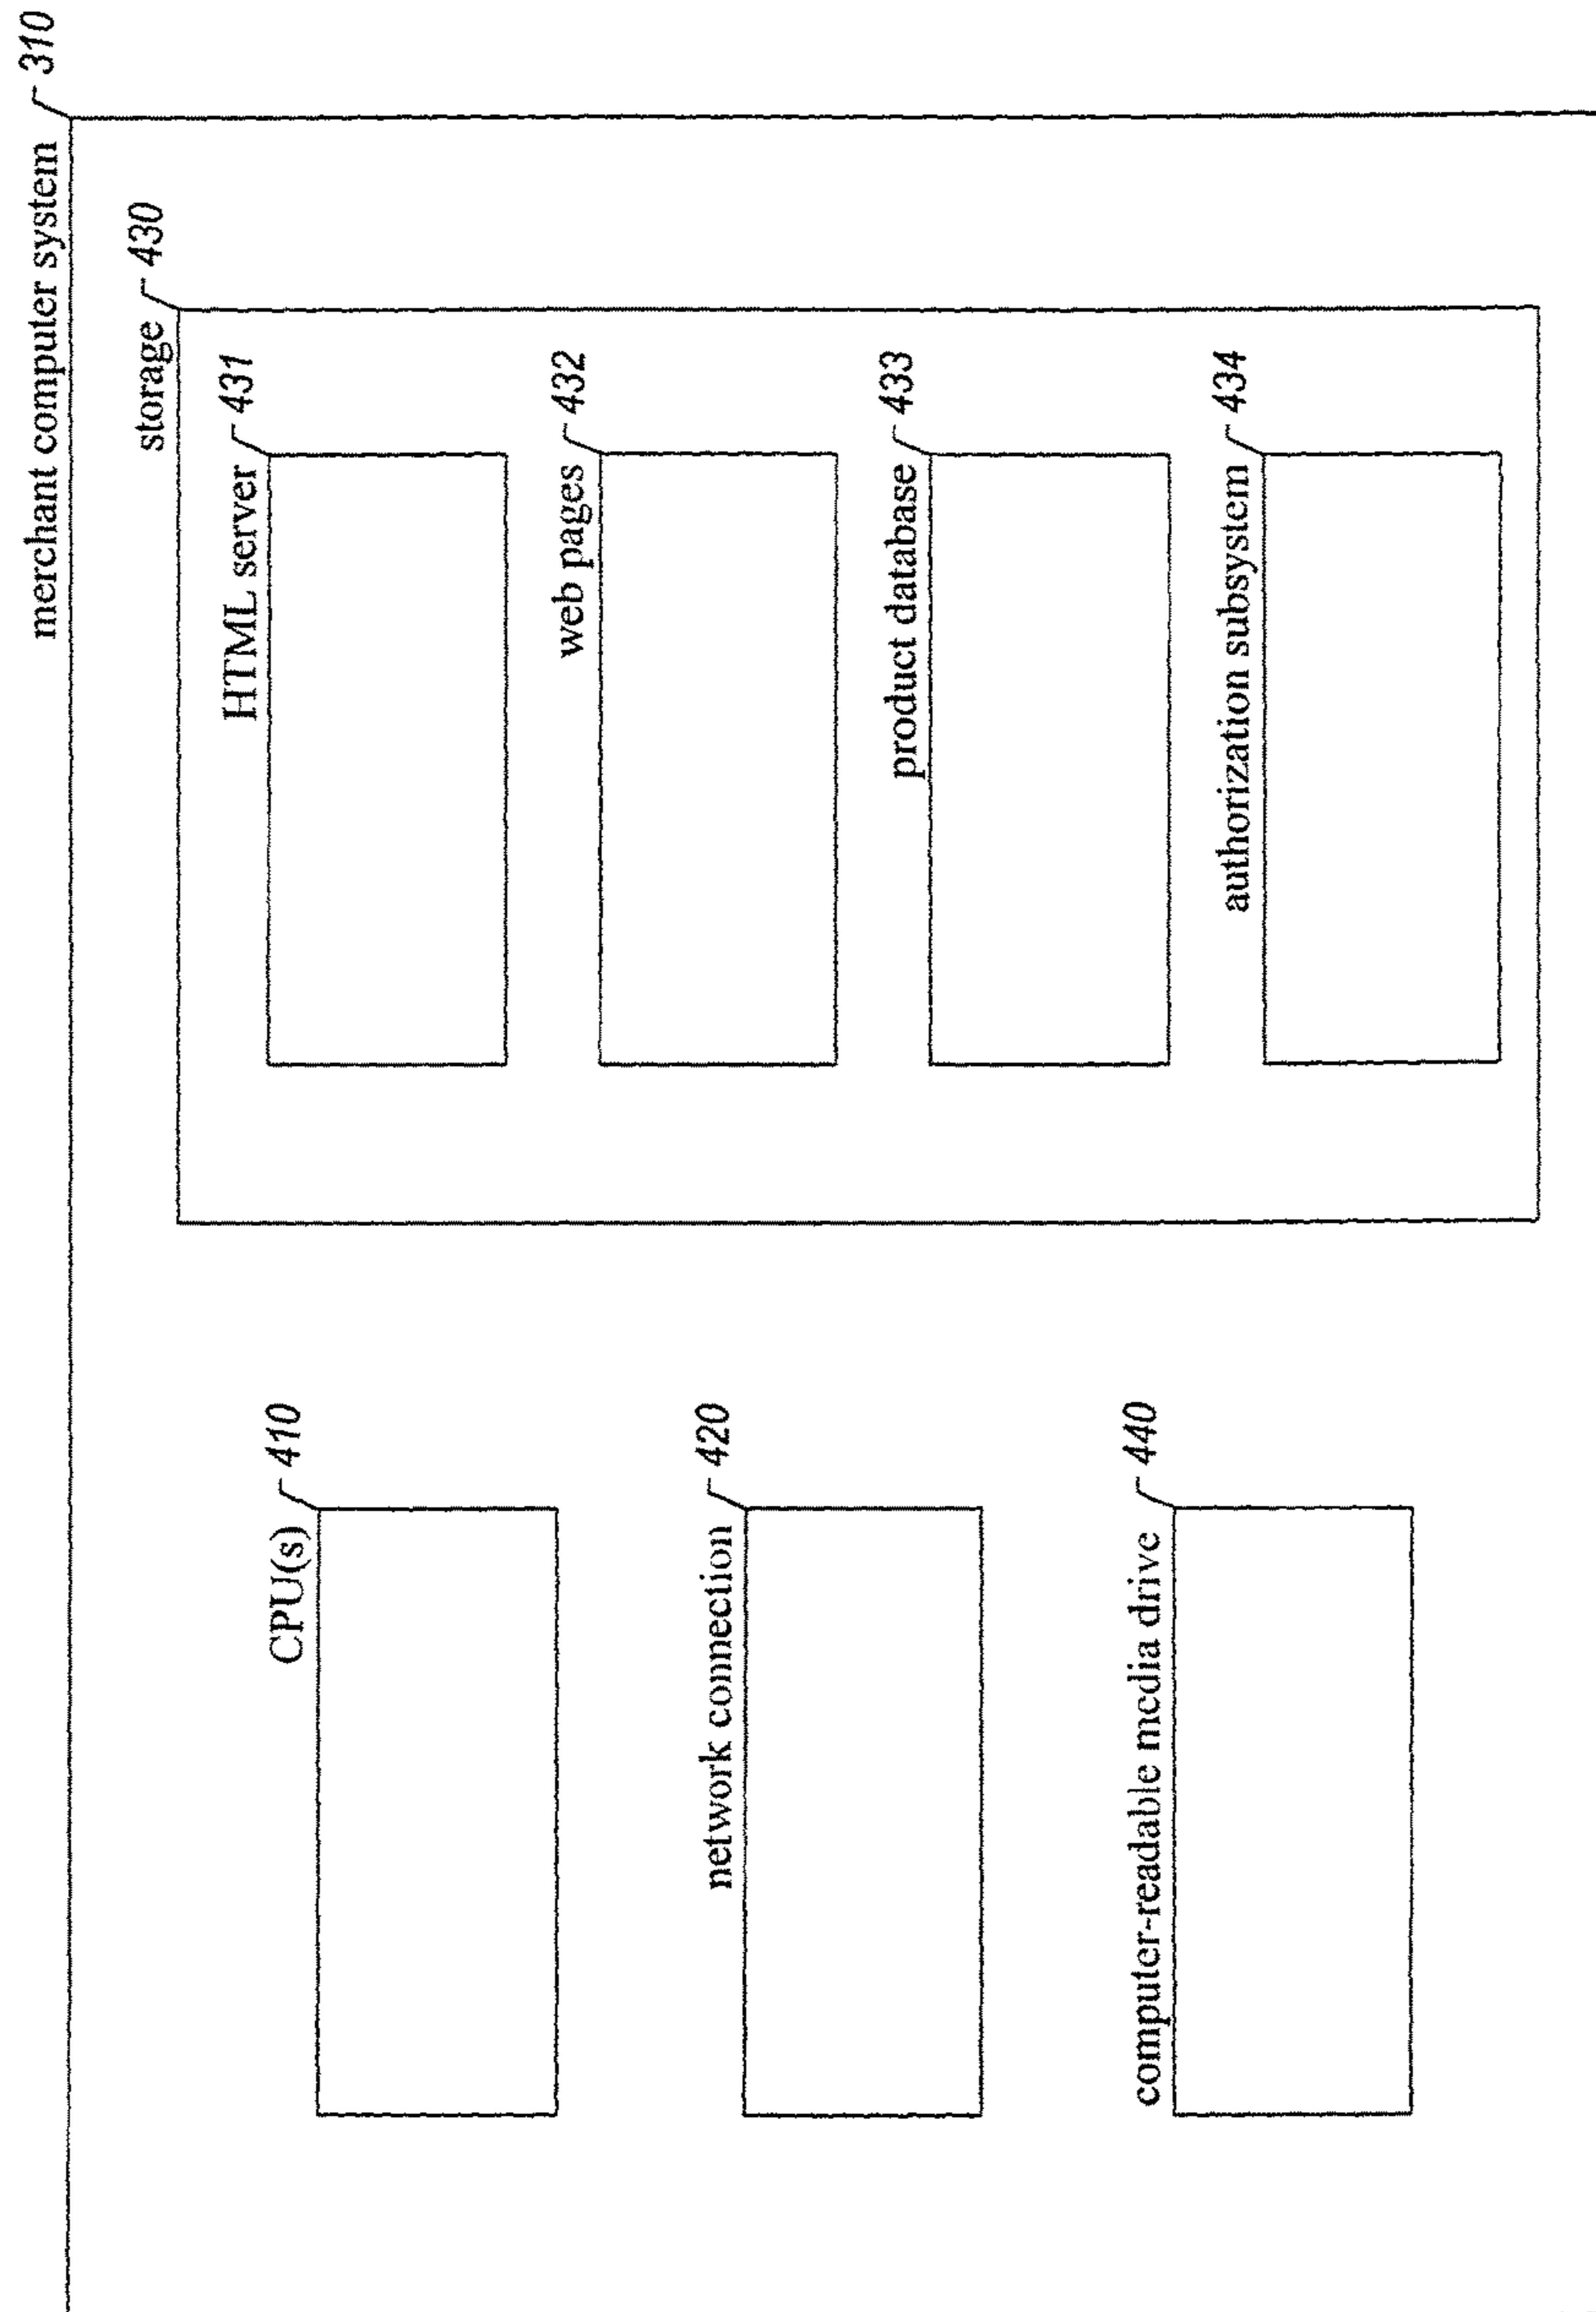 merchant computer system 310
storage 430
CPU(s) 410
HTML server 431
web pages 432
network connection 420
product database 433
computer-readable media drive 440
authorization subsystem 434